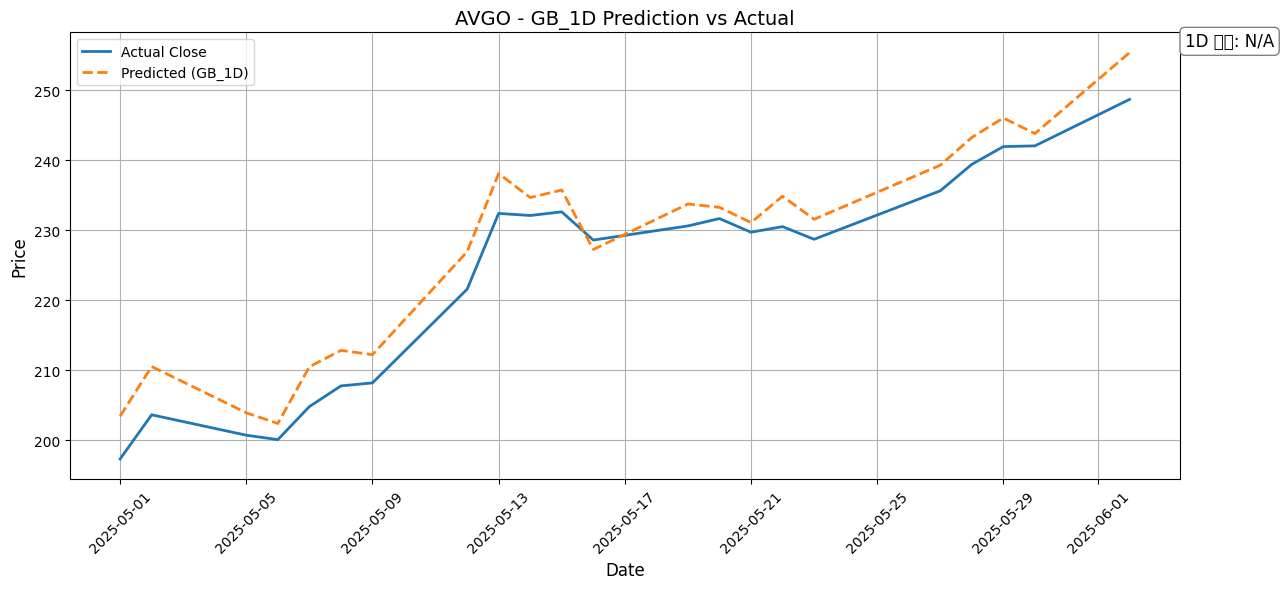 AVGO - GB_1D Prediction vs Actual
1D : N/A
Actual Close
Predicted (GB_1D)
250
240
230
220
210
200
Price
2025-05-01
2025-05-05
2025-05-09
2025-05-13
2025-05-17
2025-05-21
2025-05-25
2025-05-29
2025-06-01
Date